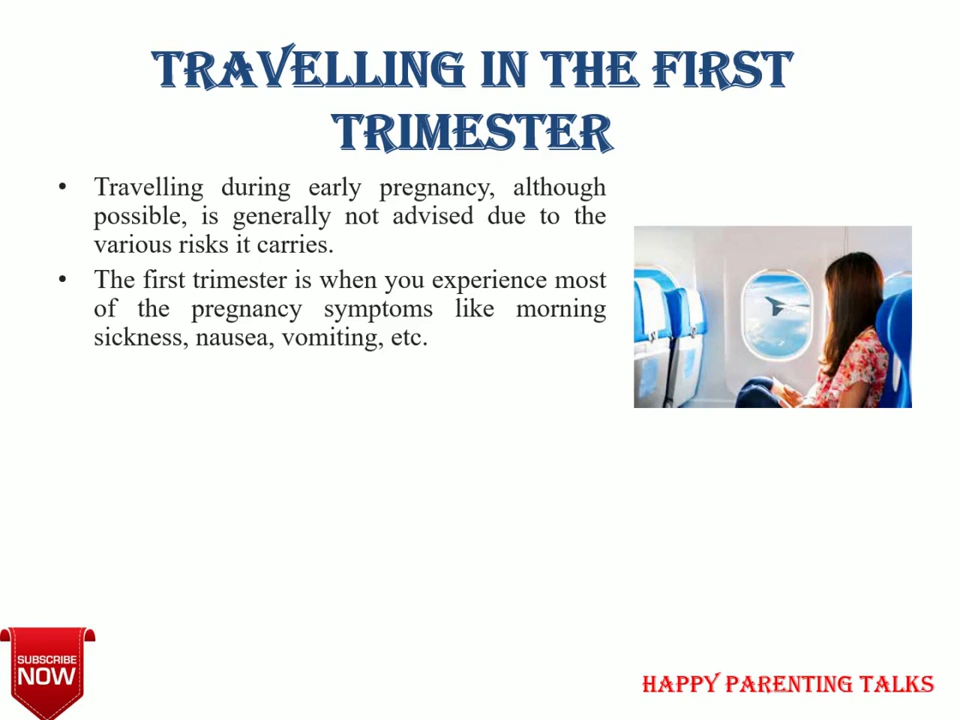 TRAVELLING IN THE FIRST
TRIMESTER
• Travelling during early pregnancy, although
possible, is generally not advised due to the
various risks it carries.
• The first trimester is when you experience most
of the pregnancy symptoms like morning
sickness, nausea, vomiting, etc.
SUBSCRIBE
NOW
HAPPY PARENTING TALKS